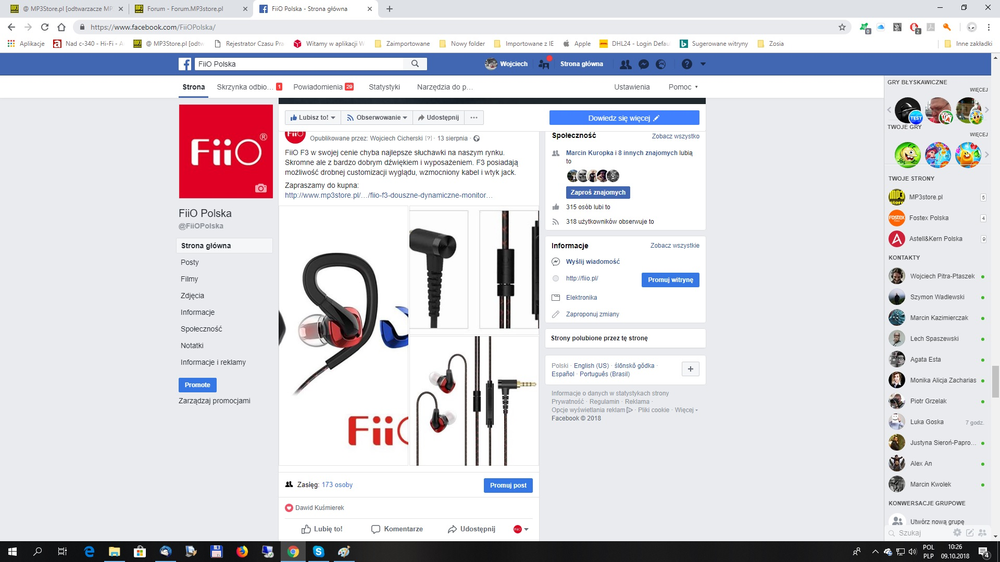 @ MP3Store.pl [odtwarzacze MP
Forum - Forum.MP3store.pl
FiiO Polska - Strona główna
https://www.facebook.com/FiiOPolska/
0
2
Aplikacje
Nad c-340 - Hi-Fi - A
@ MP3Store.pl [odtw
Rejestrator Czasu Pra
Witamy w aplikacji W
Zaimportowane
Nowy folder
Importowane z IE
Apple
DHL24 - Login Defau
Sugerowane witryny
Zosia
Inne zakładki
FiiO Polska
Wojciech
Strona główna
Strona
Skrzynka odbio... 1
Powiadomienia 29
Statystyki
Narzędzia do p...
Ustawienia
Pomoc
FiiO®
FiiO Polska
@FiiOPolska
Strona główna
Posty
Filmy
Zdjęcia
Informacje
Społeczność
Notatki
Informacje i reklamy
Promote
Zarządzaj promocjami
Lubisz to!
Obserwowanie
Udostępnij
Dowiedz się więcej
Opublikowane przez: Wojciech Cicherski [?] · 13 sierpnia ·
FiiO F3 w swojej cenie chyba najlepsze słuchawki na naszym rynku.
Skromne ale z bardzo dobrym dźwiękiem i wyposażeniem. F3 posiadają
możliwość drobnej customizacji wyglądu, wzmocniony kabel i wtyk jack.
Zapraszamy do kupna:
http://www.mp3store.pl/.../fiio-f3-douszne-dynamiczne-monitor...
FiiO
Zasięg: 173 osoby
Promuj post
Dawid Kuśmierek
Lubię to!
Komentarze
Udostępnij
Społeczność
Zobacz wszystko
Marcin Kuropka i 8 innych znajomych lubią
to
Zaproś znajomych
315 osób lubi to
318 użytkowników obserwuje to
Informacje
Zobacz wszystkie
Wyślij wiadomość
http://fiio.pl/
Promuj witrynę
Elektronika
Zaproponuj zmiany
Strony polubione przez tę stronę
Polski · English (US) · ślōnskŏ gŏdka ·
Español · Português (Brasil)
Informacje o danych w statystykach strony
Prywatność · Regulamin · Reklama ·
Opcje wyświetlania reklam · Pliki cookie · Więcej
Facebook © 2018
GRY BŁYSKAWICZNE
WIĘCEJ
TEST
TWOJE GRY
WIĘCEJ
TWOJE STRONY
MP3store.pl 5
Fostex Polska 4
Astell&Kern Polska 9
KONTAKTY
Wojciech Pitra-Ptaszek
Szymon Wadlewski
Marcin Kazimierczak
Lech Spaszewski
Agata Esta
Monika Alicja Zacharias
Piotr Grzelak
Luka Goska 7 godz.
Justyna Sieroń-Papro...
Alex An
Marcin Kwolek
KONWERSACJE GRUPOWE
Utwórz nową grupę
Szukaj
POL
PLP
10:26
09.10.2018
4